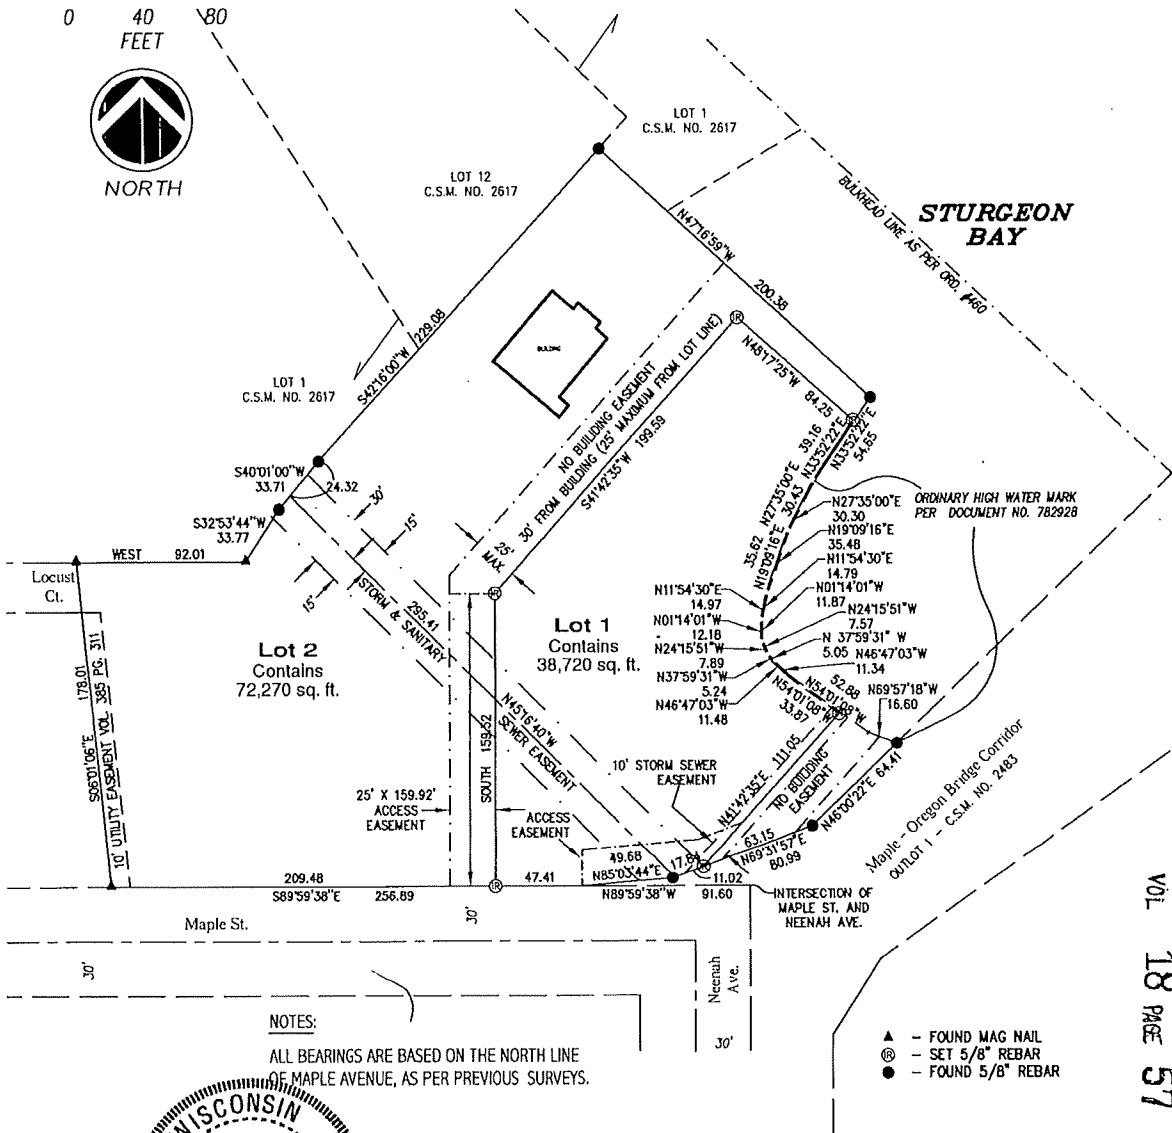 0 40 80
FEET
NORTH
LOT 1
C.S.M. NO. 2617
LOT 12
C.S.M. NO. 2617
STURGEON
BAY
BULKHEAD LINE AS PER ORD. #460
N47°16'59"W
200.38
S42°16'00"W 229.08
BUILDING
LOT 1
C.S.M. NO. 2617
NO BUILDING EASEMENT
30' FROM BUILDING (25' MAXIMUM FROM LOT LINE)
S41°42'35"W 199.59
N48°17'25"W 84.25
N33°52'22"E
39.16
N33°52'22"E
54.65
S40°01'00"W
33.71
24.32
30'
15'
S32°53'44"W
33.77
15'
25'
MAX.
N27°35'00"E
30.43
ORDINARY HIGH WATER MARK
PER DOCUMENT NO. 782928
N27°35'00"E
30.30
N19°09'16"E
35.48
N19°09'16"E
35.62
N11°54'30"E
14.79
WEST 92.01
Locust
Ct.
STORM & SANITARY
SEWER EASEMENT
295.41
N45°16'40"W
N11°54'30"E
14.97
N01°14'01"W
11.87
N01°14'01"W
12.18
N24°15'51"W
7.57
N24°15'51"W
7.89
N 37°59'31" W
5.05
N46°47'03"W
11.34
N37°59'31"W
5.24
N46°47'03"W
11.48
Lot 1
Contains
38,720 sq. ft.
Lot 2
Contains
72,270 sq. ft.
178.01
S06°01'06"E
10' UTILITY EASEMENT VOL. 385 PG. 311
52.88
N54°01'08"W
N54°01'08"W
33.87
N69°57'18"W
16.60
SOUTH 159.52
10' STORM SEWER
EASEMENT
N41°42'35"E 111.05
NO BUILDING
EASEMENT
N46°00'22"E 64.41
Maple - Oregon Bridge Corridor
OUTLOT 1 - C.S.M. NO. 2483
25' X 159.92'
ACCESS
EASEMENT
ACCESS
EASEMENT
49.68
N85°03'44"E
17.84
63.15
N69°31'57"E
80.99
11.02
209.48
S89°59'38"E 256.89
47.41
N89°59'38"W 91.60
INTERSECTION OF
MAPLE ST. AND
NEENAH AVE.
Maple St.
30'
30'
Neenah
Ave.
30'
NOTES:
ALL BEARINGS ARE BASED ON THE NORTH LINE
OF MAPLE AVENUE, AS PER PREVIOUS SURVEYS.
WISCONSIN
▲ - FOUND MAG NAIL
IR - SET 5/8" REBAR
● - FOUND 5/8" REBAR
VOL 18 PAGE 57